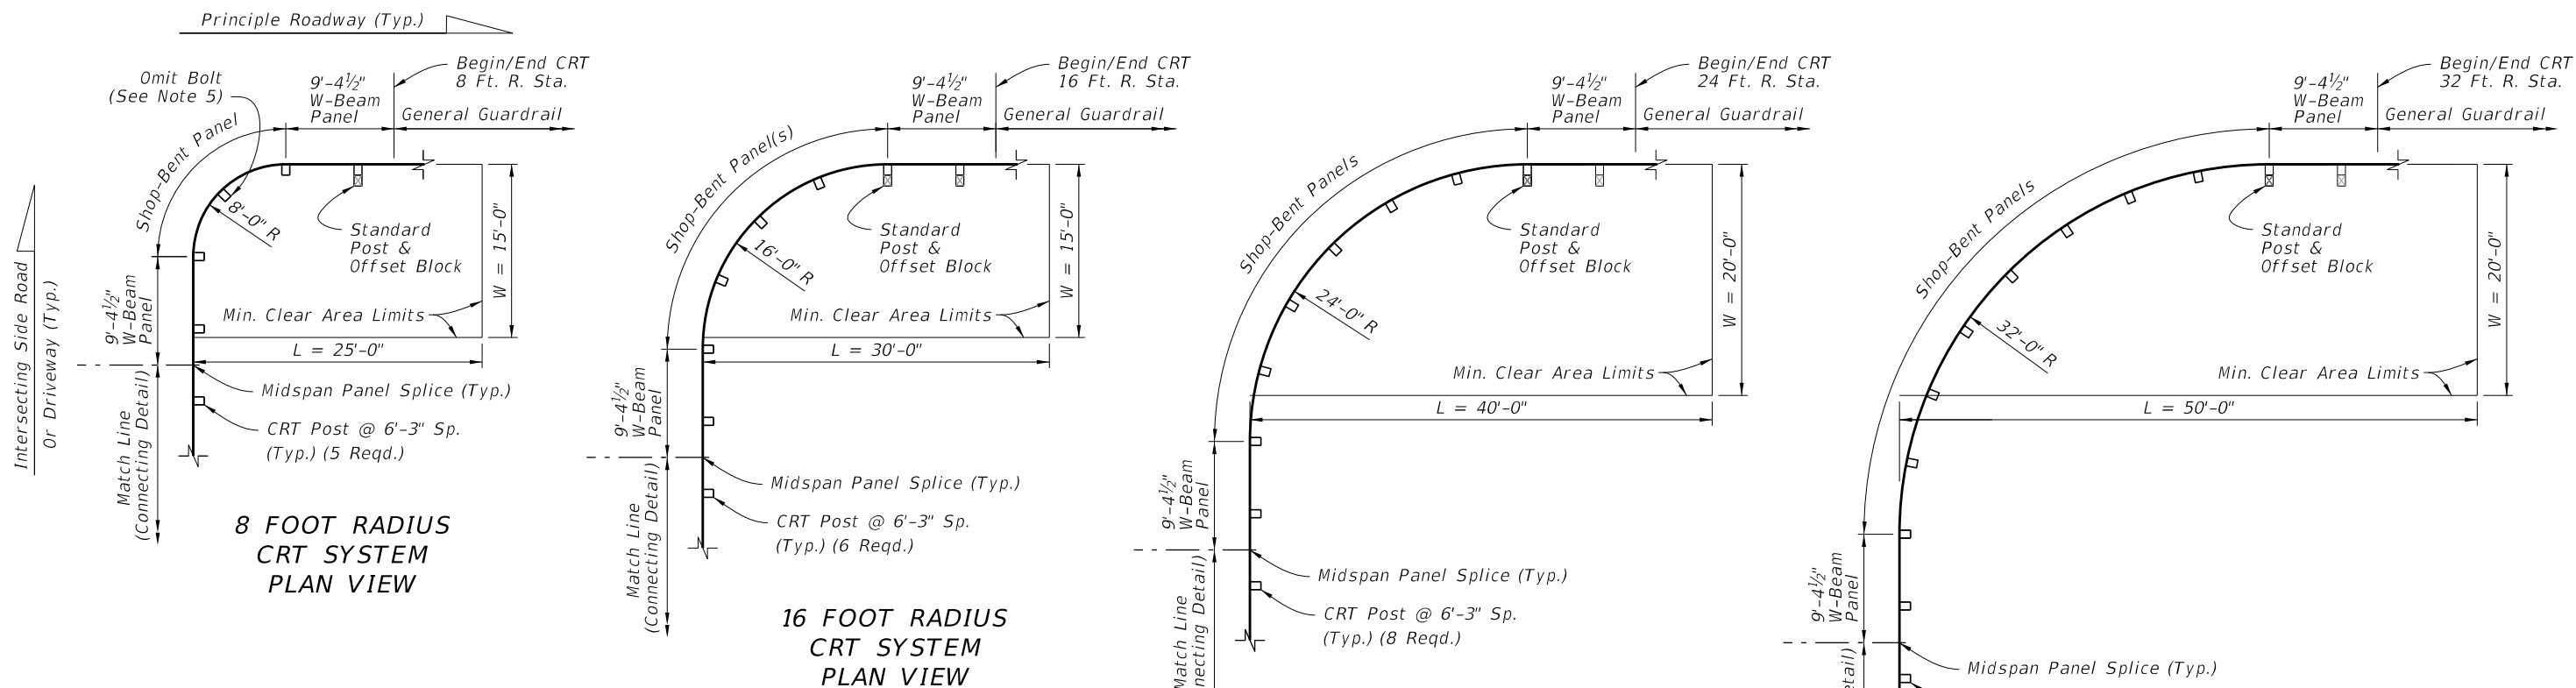 Principle Roadway (Typ.)
Intersecting Side Road
Or Driveway (Typ.)
Omit Bolt
(See Note 5)
9'-4½"
W-Beam
Panel
Begin/End CRT
8 Ft. R. Sta.
General Guardrail
Shop-Bent Panel
8'-0" R
Standard
Post &
Offset Block
W = 15'-0"
Min. Clear Area Limits
L = 25'-0"
9'-4½"
W-Beam
Panel
Midspan Panel Splice (Typ.)
CRT Post @ 6'-3" Sp.
(Typ.) (5 Reqd.)
Match Line
(Connecting Detail)
8 FOOT RADIUS
CRT SYSTEM
PLAN VIEW
9'-4½"
W-Beam
Panel
Begin/End CRT
16 Ft. R. Sta.
General Guardrail
Shop-Bent Panel(s)
16'-0" R
Standard
Post &
Offset Block
W = 15'-0"
Min. Clear Area Limits
L = 30'-0"
9'-4½"
W-Beam
Panel
Midspan Panel Splice (Typ.)
CRT Post @ 6'-3" Sp.
(Typ.) (6 Reqd.)
Match Line
(Connecting Detail)
16 FOOT RADIUS
CRT SYSTEM
PLAN VIEW
9'-4½"
W-Beam
Panel
Begin/End CRT
24 Ft. R. Sta.
General Guardrail
Shop-Bent Panels
24'-0" R
Standard
Post &
Offset Block
W = 20'-0"
Min. Clear Area Limits
L = 40'-0"
9'-4½"
W-Beam
Panel
Midspan Panel Splice (Typ.)
CRT Post @ 6'-3" Sp.
(Typ.) (8 Reqd.)
Match Line
necting Detail)
9'-4½"
W-Beam
Panel
Begin/End CRT
32 Ft. R. Sta.
General Guardrail
Shop-Bent Panels
32'-0" R
Standard
Post &
Offset Block
W = 20'-0"
Min. Clear Area Limits
L = 50'-0"
9'-4½"
W-Beam
Panel
Midspan Panel Splice (Typ.)
etail)